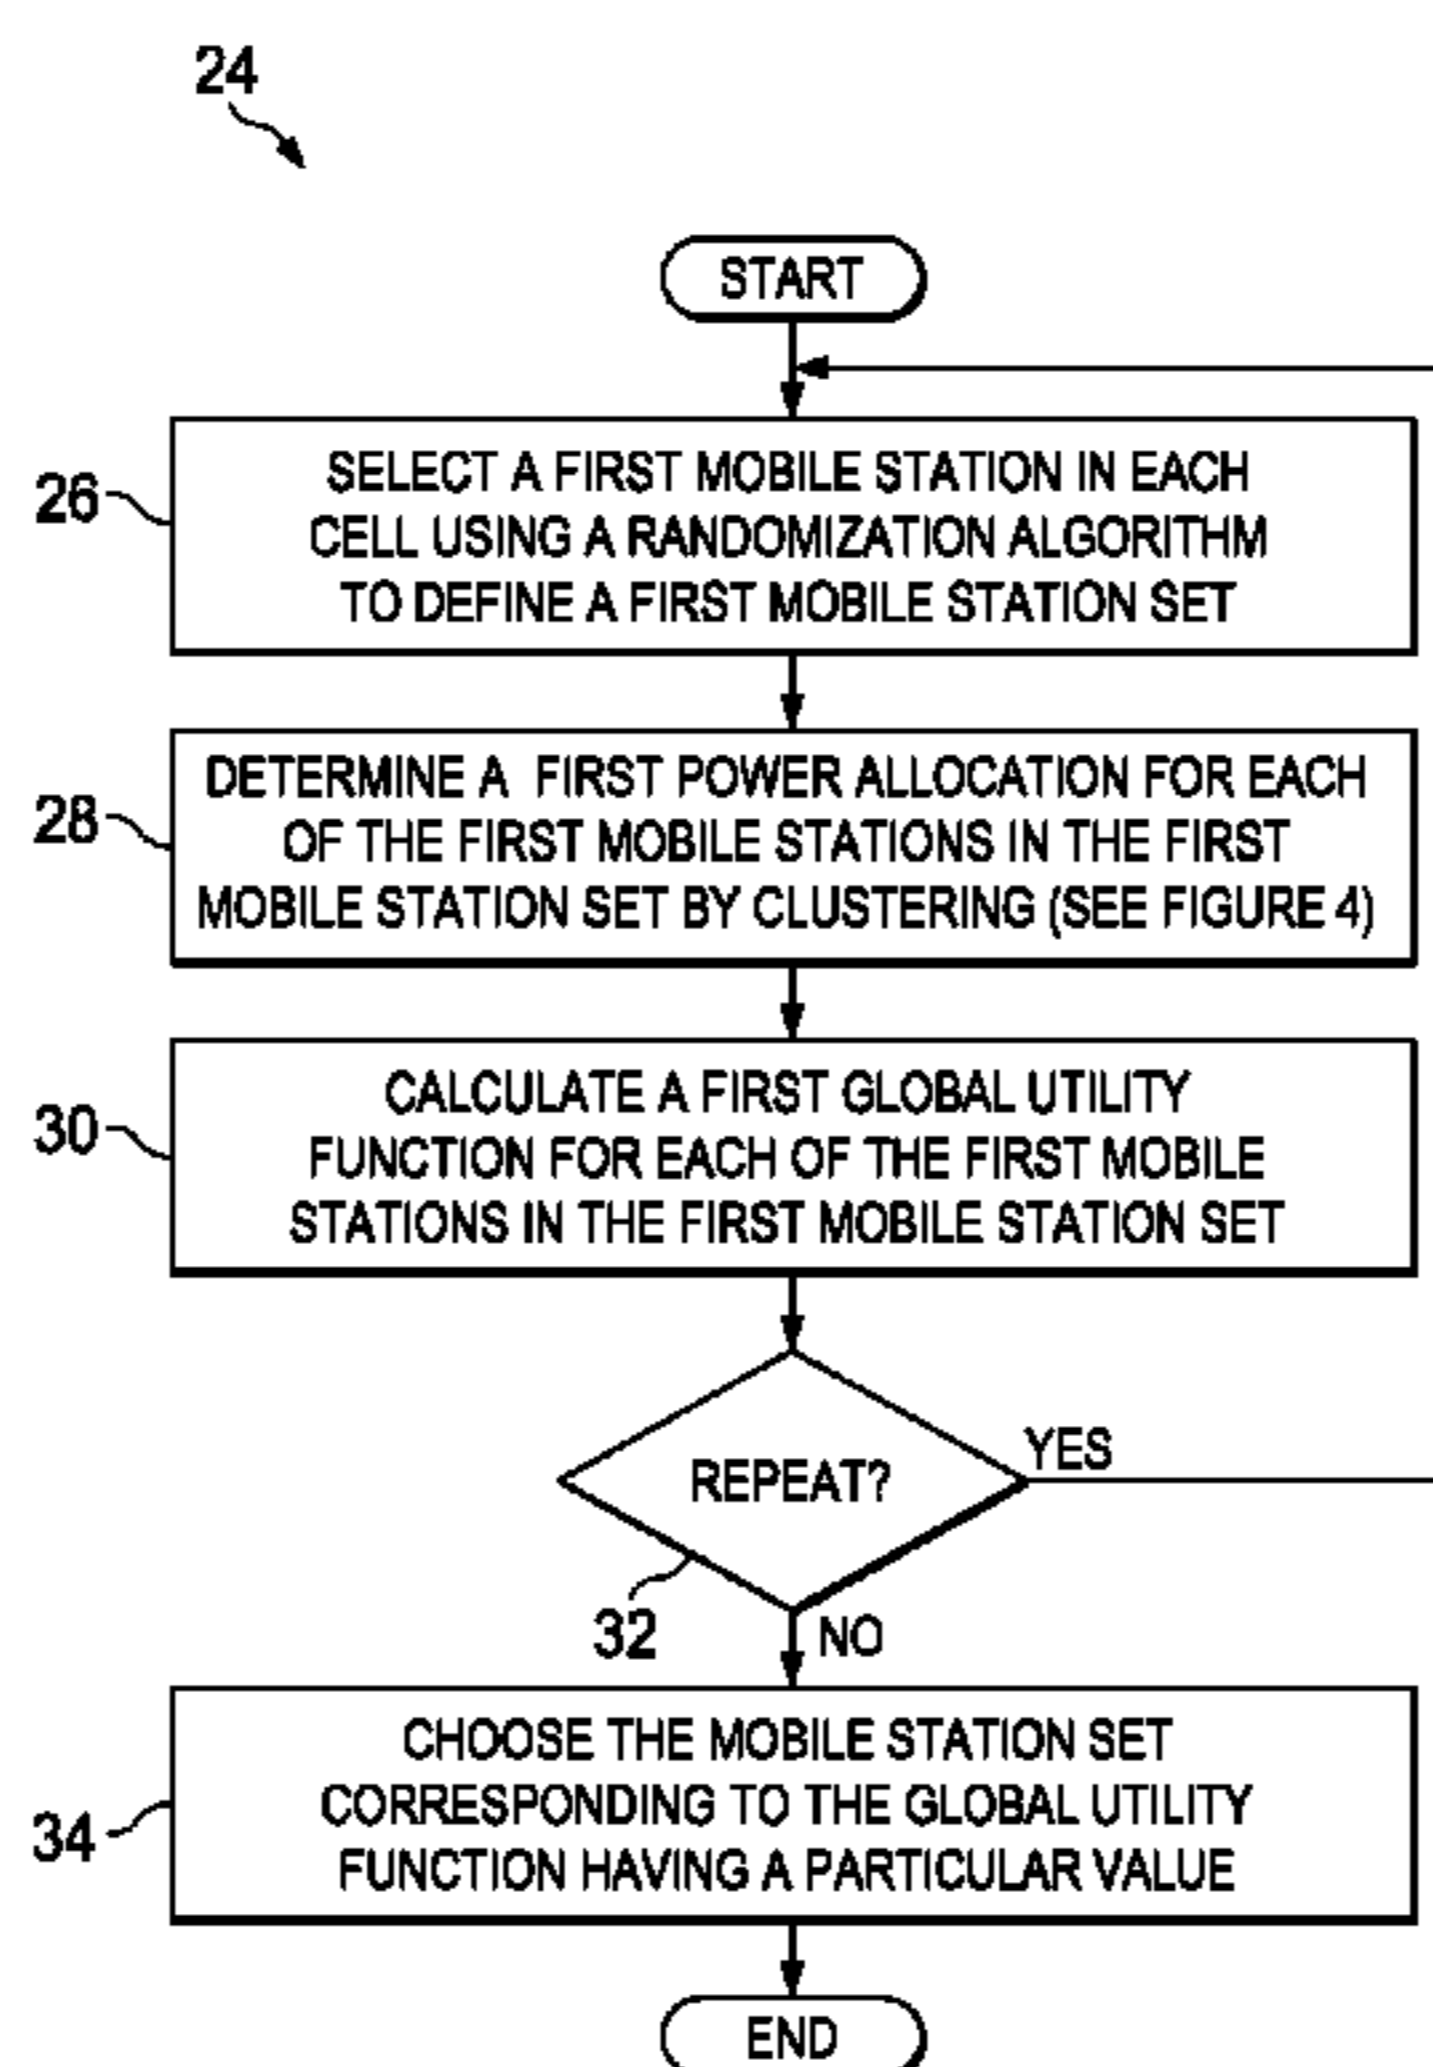 24
START
26
SELECT A FIRST MOBILE STATION IN EACH
CELL USING A RANDOMIZATION ALGORITHM
TO DEFINE A FIRST MOBILE STATION SET
28
DETERMINE A FIRST POWER ALLOCATION FOR EACH
OF THE FIRST MOBILE STATIONS IN THE FIRST
MOBILE STATION SET BY CLUSTERING (SEE FIGURE 4)
30
CALCULATE A FIRST GLOBAL UTILITY
FUNCTION FOR EACH OF THE FIRST MOBILE
STATIONS IN THE FIRST MOBILE STATION SET
YES
REPEAT?
32
NO
34
CHOOSE THE MOBILE STATION SET
CORRESPONDING TO THE GLOBAL UTILITY
FUNCTION HAVING A PARTICULAR VALUE
END